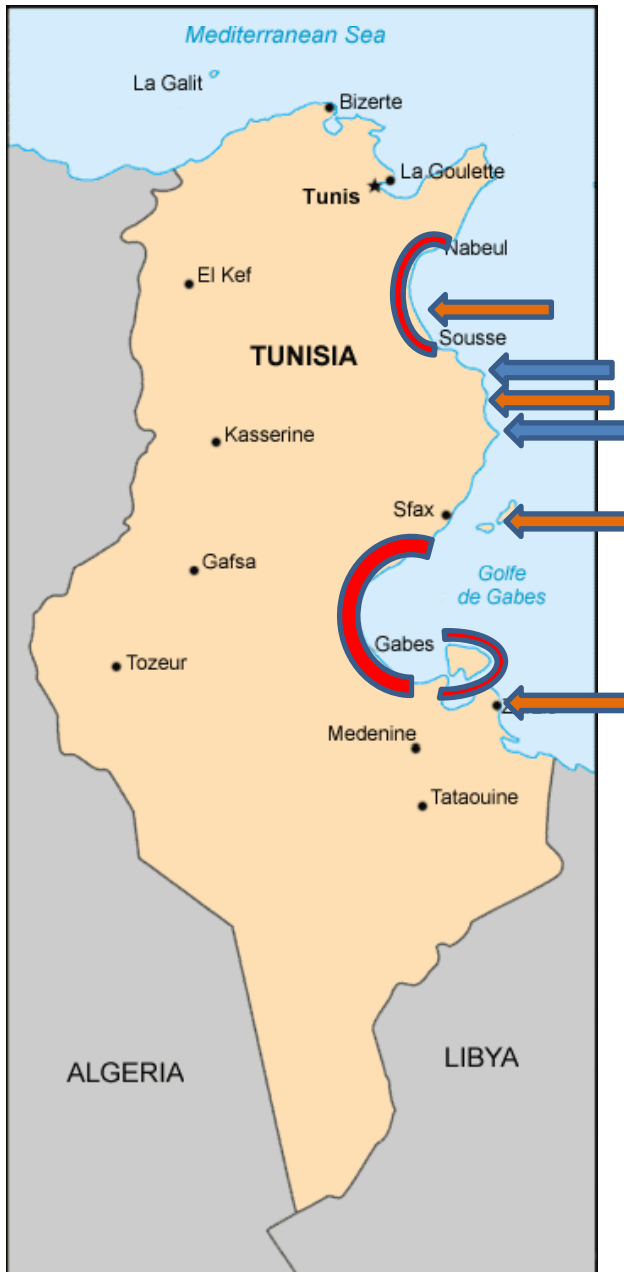 Mediterranean Sea
La Galit
Bizerte
La Goulette
Tunis
Nabeul
El Kef
Sousse
TUNISIA
Kasserine
Sfax
Gafsa
Golfe
de Gabes
Gabes
Tozeur
Medenine
Tataouine
LIBYA
ALGERIA